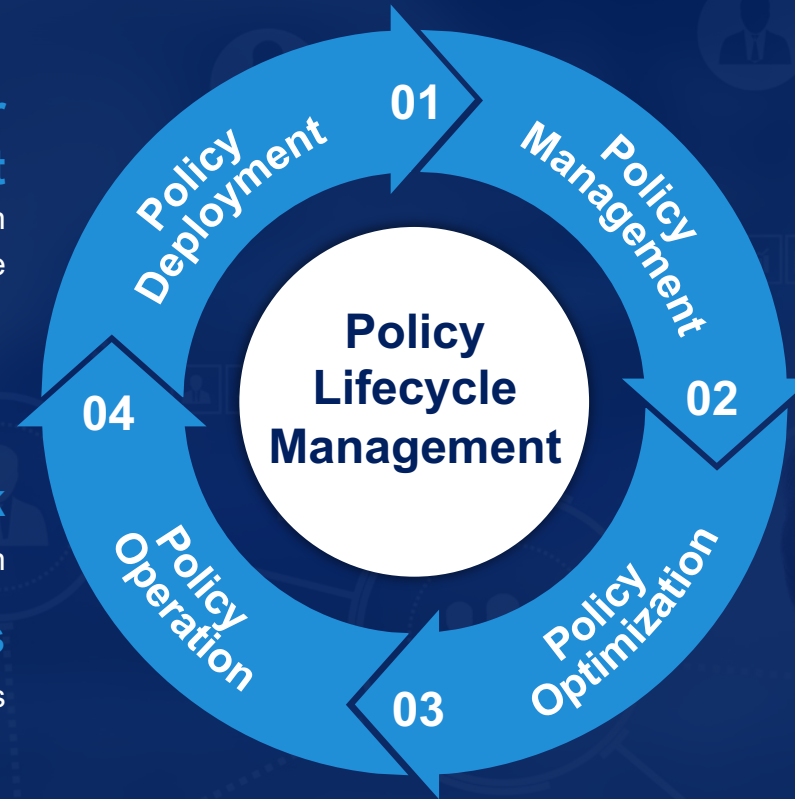 01
Policy
Deployment
Policy
Management
02
Policy
Lifecycle
Management
04
Policy
Operation
Policy
Optimization
03